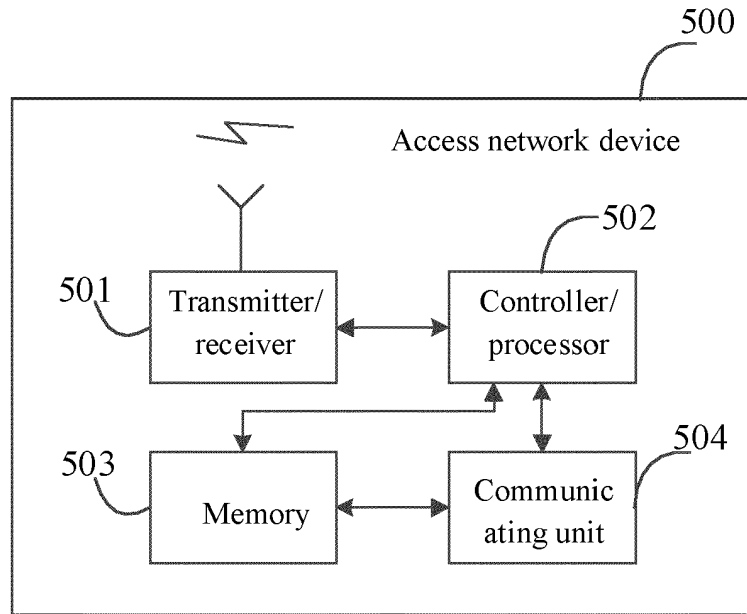 500
Access network device
502
501
Transmitter/
receiver
Controller/
processor
503
504
Memory
Communic
ating unit